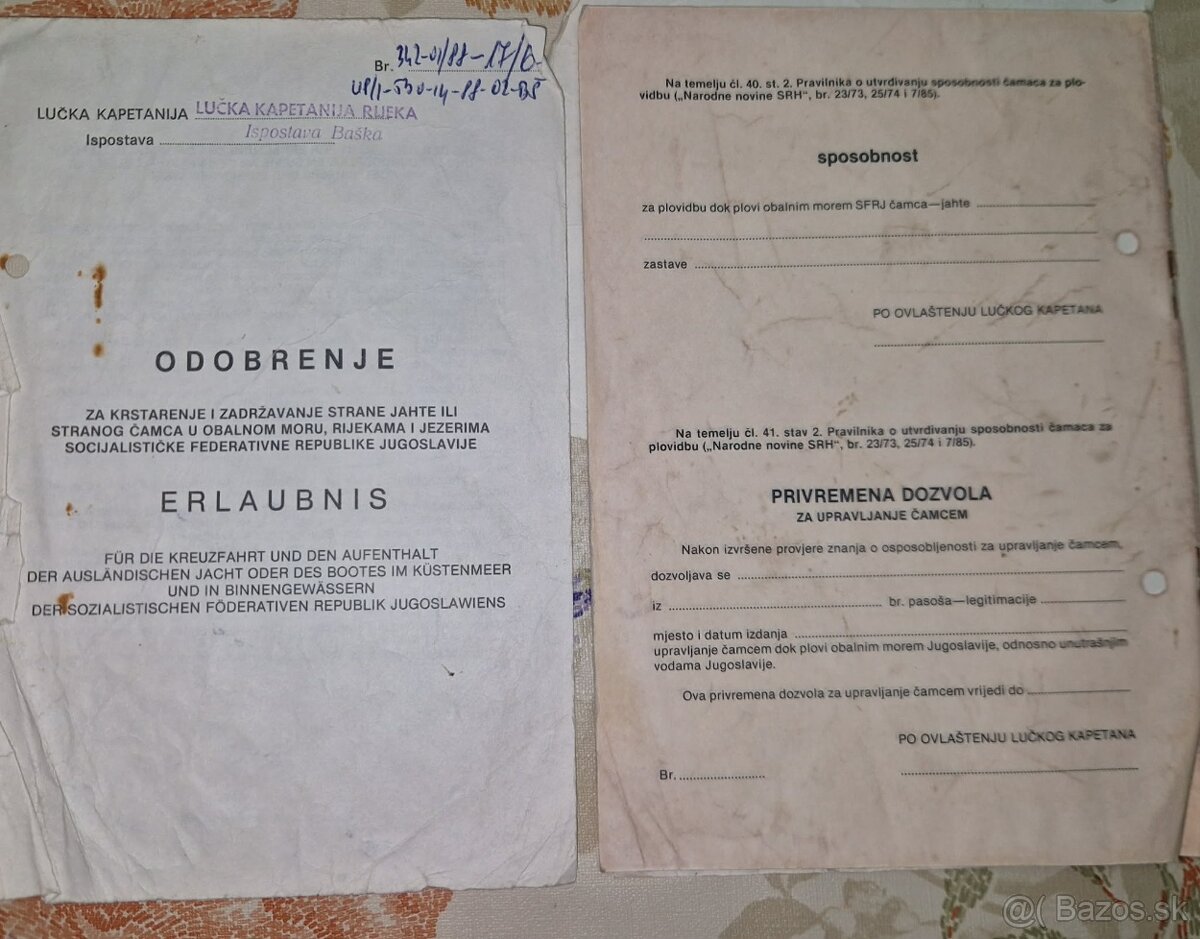 Br. 342-01/88-17/B-
UP/I-530-14-88-02-BŠ
LUČKA KAPETANIJA LUČKA KAPETANIJA RIJEKA
Ispostava Ispostava Baška
ODOBRENJE
ZA KRSTARENJE I ZADRŽAVANJE STRANE JAHTE ILI
STRANOG ČAMCA U OBALNOM MORU, RIJEKAMA I JEZERIMA
SOCIJALISTIČKE FEDERATIVNE REPUBLIKE JUGOSLAVIJE
ERLAUBNIS
FÜR DIE KREUZFAHRT UND DEN AUFENTHALT
DER AUSLÄNDISCHEN JACHT ODER DES BOOTES IM KÜSTENMEER
UND IN BINNENGEWÄSSERN
DER SOZIALISTISCHEN FÖDERATIVEN REPUBLIK JUGOSLAWIENS
Na temelju čl. 40. st. 2. Pravilnika o utvrđivanju sposobnosti čamaca za plo-
vidbu („Narodne novine SRH“, br. 23/73, 25/74 i 7/85).
sposobnost
za plovidbu dok plovi obalnim morem SFRJ čamca—jahte
zastave
PO OVLAŠTENJU LUČKOG KAPETANA
Na temelju čl. 41. stav 2. Pravilnika o utvrđivanju sposobnosti čamaca za
plovidbu („Narodne novine SRH“, br. 23/73, 25/74 i 7/85).
PRIVREMENA DOZVOLA
ZA UPRAVLJANJE ČAMCEM
Nakon izvršene provjere znanja o osposobljenosti za upravljanje čamcem,
dozvoljava se
iz br. pasoša—legitimacije
mjesto i datum izdanja
upravljanje čamcem dok plovi obalnim morem Jugoslavije, odnosno unutrašnjim
vodama Jugoslavije.
Ova privremena dozvola za upravljanje čamcem vrijedi do
PO OVLAŠTENJU LUČKOG KAPETANA
Br.
@( Bazos.sk